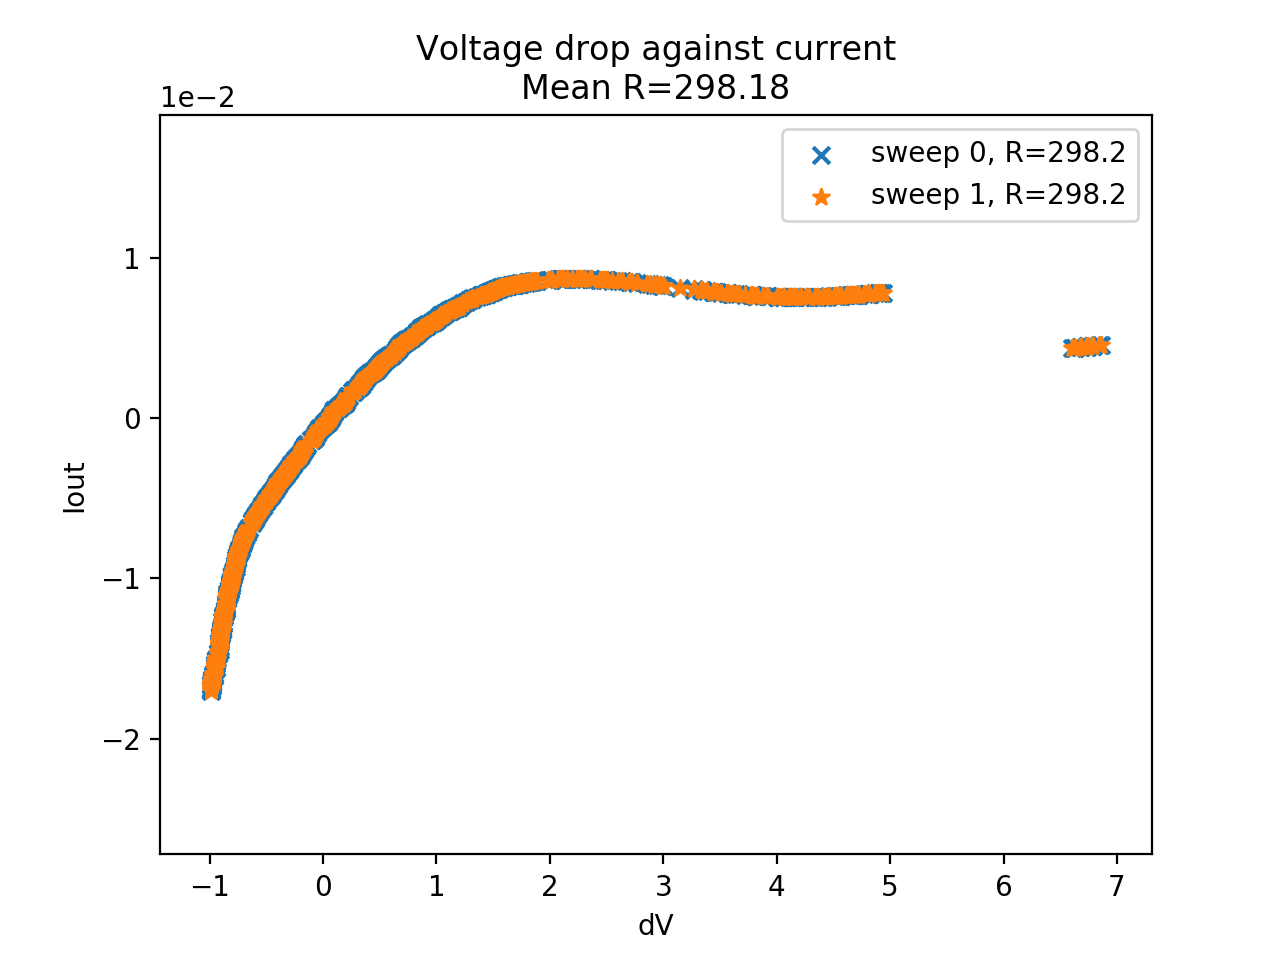 Voltage drop against current
Mean R=298.18
1e−2
sweep 0, R=298.2
sweep 1, R=298.2
1
0
−1
−2
Iout
−1 0 1 2 3 4 5 6 7
dV